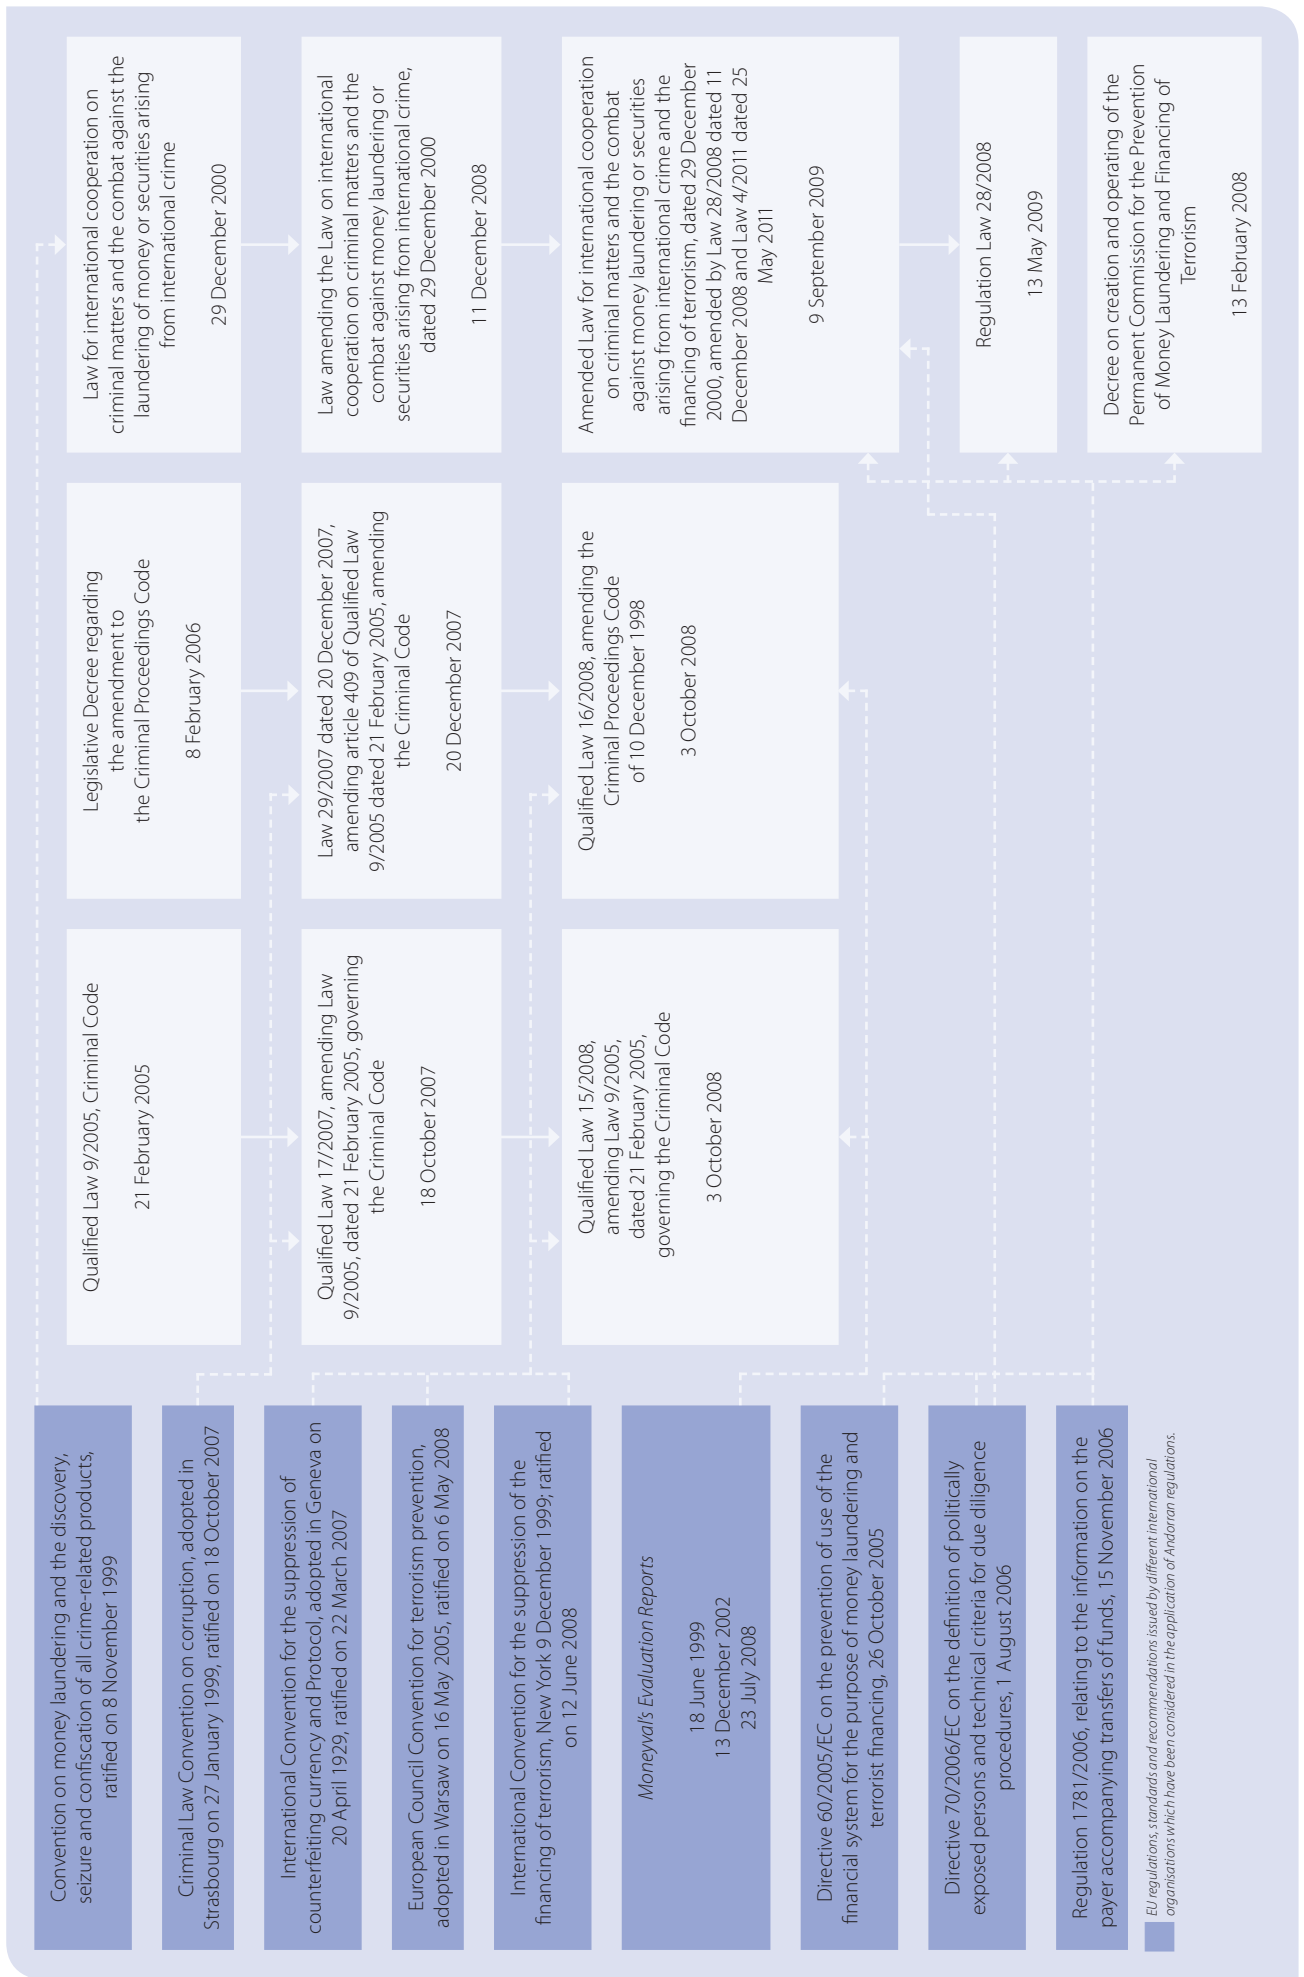 Convention on money laundering and the discovery,
seizure and confiscation of all crime-related products,
ratified on 8 November 1999
Criminal Law Convention on corruption, adopted in
Strasbourg on 27 January 1999, ratified on 18 October 2007
International Convention for the suppression of
counterfeiting currency and Protocol, adopted in Geneva on
20 April 1929, ratified on 22 March 2007
European Council Convention for terrorism prevention,
adopted in Warsaw on 16 May 2005, ratified on 6 May 2008
International Convention for the suppression of the
financing of terrorism, New York 9 December 1999; ratified
on 12 June 2008
Moneyval's Evaluation Reports
18 June 1999
13 December 2002
23 July 2008
Directive 60/2005/EC on the prevention of use of the
financial system for the purpose of money laundering and
terrorist financing, 26 October 2005
Directive 70/2006/EC on the definition of politically
exposed persons and technical criteria for due diligence
procedures, 1 August 2006
Regulation 1781/2006, relating to the information on the
payer accompanying transfers of funds, 15 November 2006
EU regulations, standards and recommendations issued by different international
organisations which have been considered in the application of Andorran regulations.
Qualified Law 9/2005, Criminal Code
21 February 2005
Qualified Law 17/2007, amending Law
9/2005, dated 21 February 2005, governing
the Criminal Code
18 October 2007
Qualified Law 15/2008,
amending Law 9/2005,
dated 21 February 2005,
governing the Criminal Code
3 October 2008
Legislative Decree regarding
the amendment to
the Criminal Proceedings Code
8 February 2006
Law 29/2007 dated 20 December 2007,
amending article 409 of Qualified Law
9/2005 dated 21 February 2005, amending
the Criminal Code
20 December 2007
Qualified Law 16/2008, amending the
Criminal Proceedings Code
of 10 December 1998
3 October 2008
Law for international cooperation on
criminal matters and the combat against the
laundering of money or securities arising
from international crime
29 December 2000
Law amending the Law on international
cooperation on criminal matters and the
combat against money laundering or
securities arising from international crime,
dated 29 December 2000
11 December 2008
Amended Law for international cooperation
on criminal matters and the combat
against money laundering or securities
arising from international crime and the
financing of terrorism, dated 29 December
2000, amended by Law 28/2008 dated 11
December 2008 and Law 4/2011 dated 25
May 2011
9 September 2009
Regulation Law 28/2008
13 May 2009
Decree on creation and operating of the
Permanent Commission for the Prevention
of Money Laundering and Financing of
Terrorism
13 February 2008